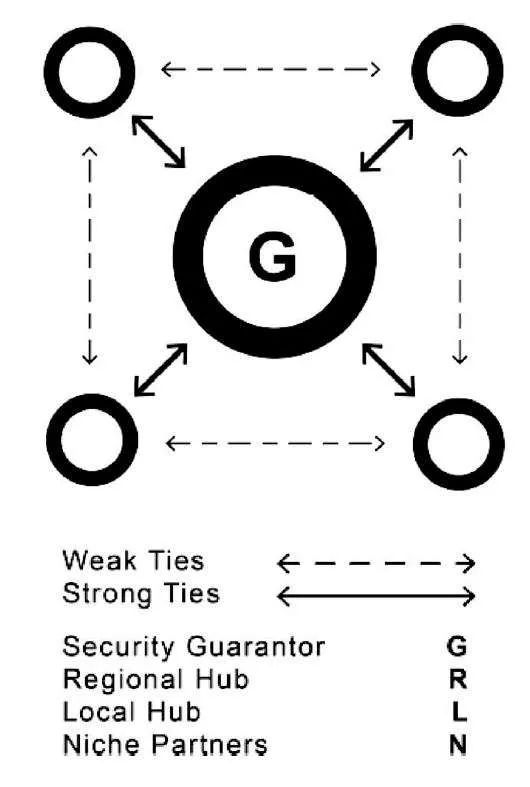 G
Weak Ties
Strong Ties
Security Guarantor G
Regional Hub R
Local Hub L
Niche Partners N